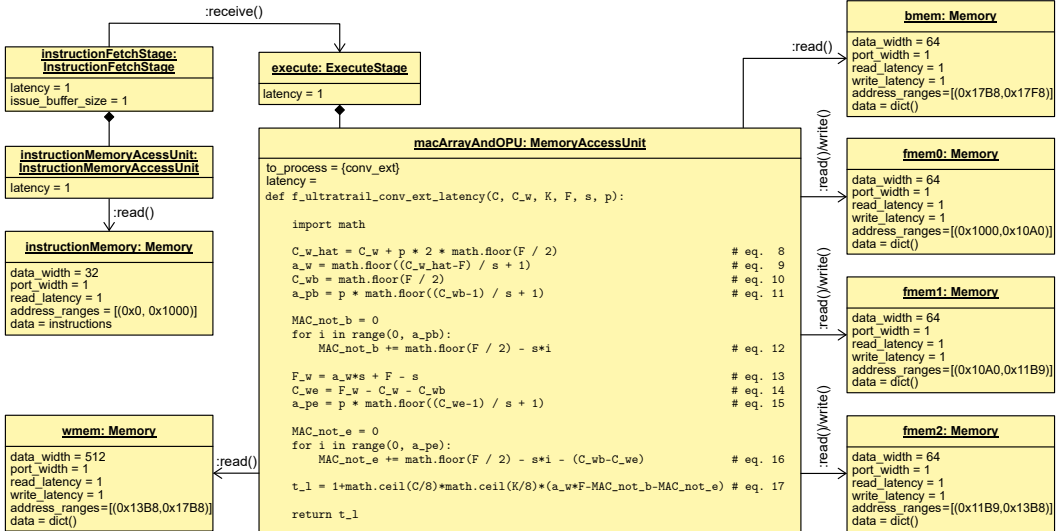 :receive()
instructionFetchStage:
InstructionFetchStage
latency = 1
issue_buffer_size = 1
instructionMemoryAcessUnit:
InstructionMemoryAccessUnit
latency = 1
:read()
instructionMemory: Memory
data_width = 32
port_width = 1
read_latency = 1
address_ranges = [(0x0, 0x1000)]
data = instructions
wmem: Memory
data_width = 512
port_width = 1
read_latency = 1
write_latency = 1
address_ranges=[(0x13B8,0x17B8)]
data = dict()
:read()
execute: ExecuteStage
latency = 1
macArrayAndOPU: MemoryAccessUnit
to_process = {conv_ext}
latency =
def f_ultratrail_conv_ext_latency(C, C_w, K, F, s, p):
import math
C_w_hat = C_w + p * 2 * math.floor(F / 2) # eq. 8
a_w = math.floor((C_w_hat-F) / s + 1) # eq. 9
C_wb = math.floor(F / 2) # eq. 10
a_pb = p * math.floor((C_wb-1) / s + 1) # eq. 11
MAC_not_b = 0
for i in range(0, a_pb):
MAC_not_b += math.floor(F / 2) - s*i # eq. 12
F_w = a_w*s + F - s # eq. 13
C_we = F_w - C_w - C_wb # eq. 14
a_pe = p * math.floor((C_we-1) / s + 1) # eq. 15
MAC_not_e = 0
for i in range(0, a_pe):
MAC_not_e += math.floor(F / 2) - s*i - (C_wb-C_we) # eq. 16
t_l = 1+math.ceil(C/8)*math.ceil(K/8)*(a_w*F-MAC_not_b-MAC_not_e) # eq. 17
return t_l
:read()
bmem: Memory
data_width = 64
port_width = 1
read_latency = 1
write_latency = 1
address_ranges=[(0x17B8,0x17F8)]
data = dict()
:read()/write()
fmem0: Memory
data_width = 64
port_width = 1
read_latency = 1
write_latency = 1
address_ranges=[(0x1000,0x10A0)]
data = dict()
:read()/write()
fmem1: Memory
data_width = 64
port_width = 1
read_latency = 1
write_latency = 1
address_ranges=[(0x10A0,0x11B9)]
data = dict()
:read()/write()
fmem2: Memory
data_width = 64
port_width = 1
read_latency = 1
write_latency = 1
address_ranges=[(0x11B9,0x13B8)]
data = dict()